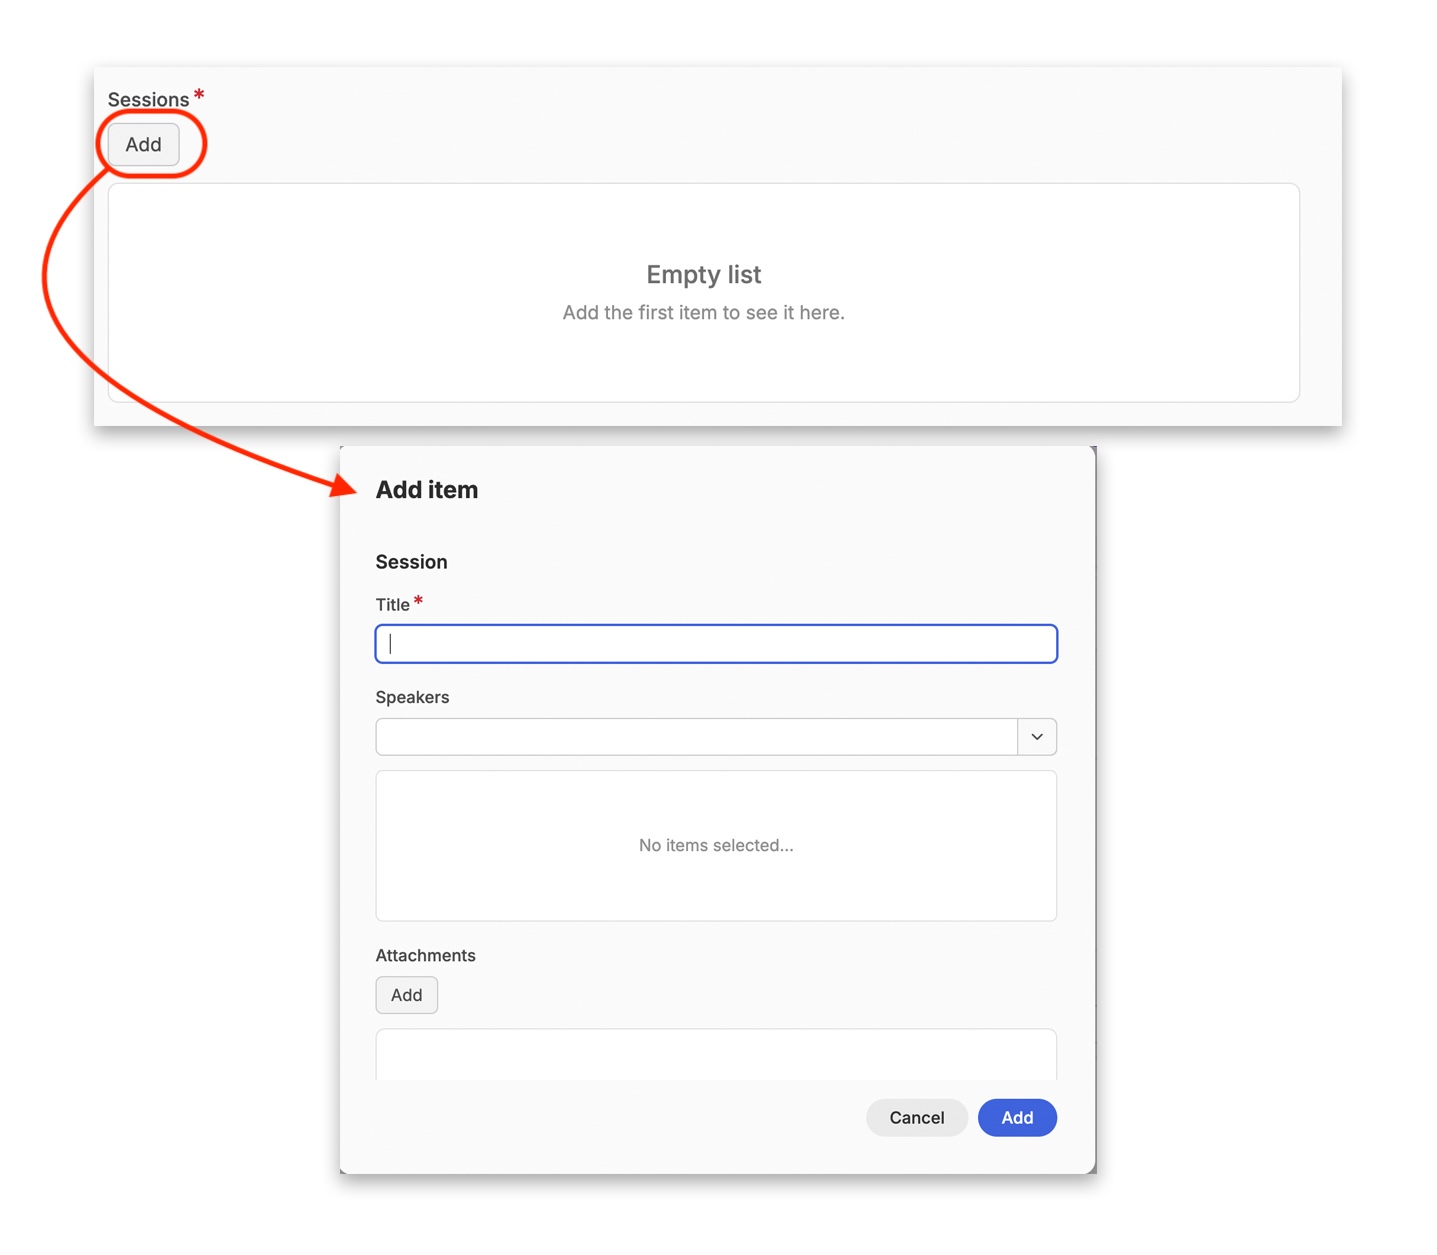 Sessions *
Add
Empty list
Add the first item to see it here.
Add item
Session
Title *
Speakers
No items selected...
Attachments
Add
Cancel
Add